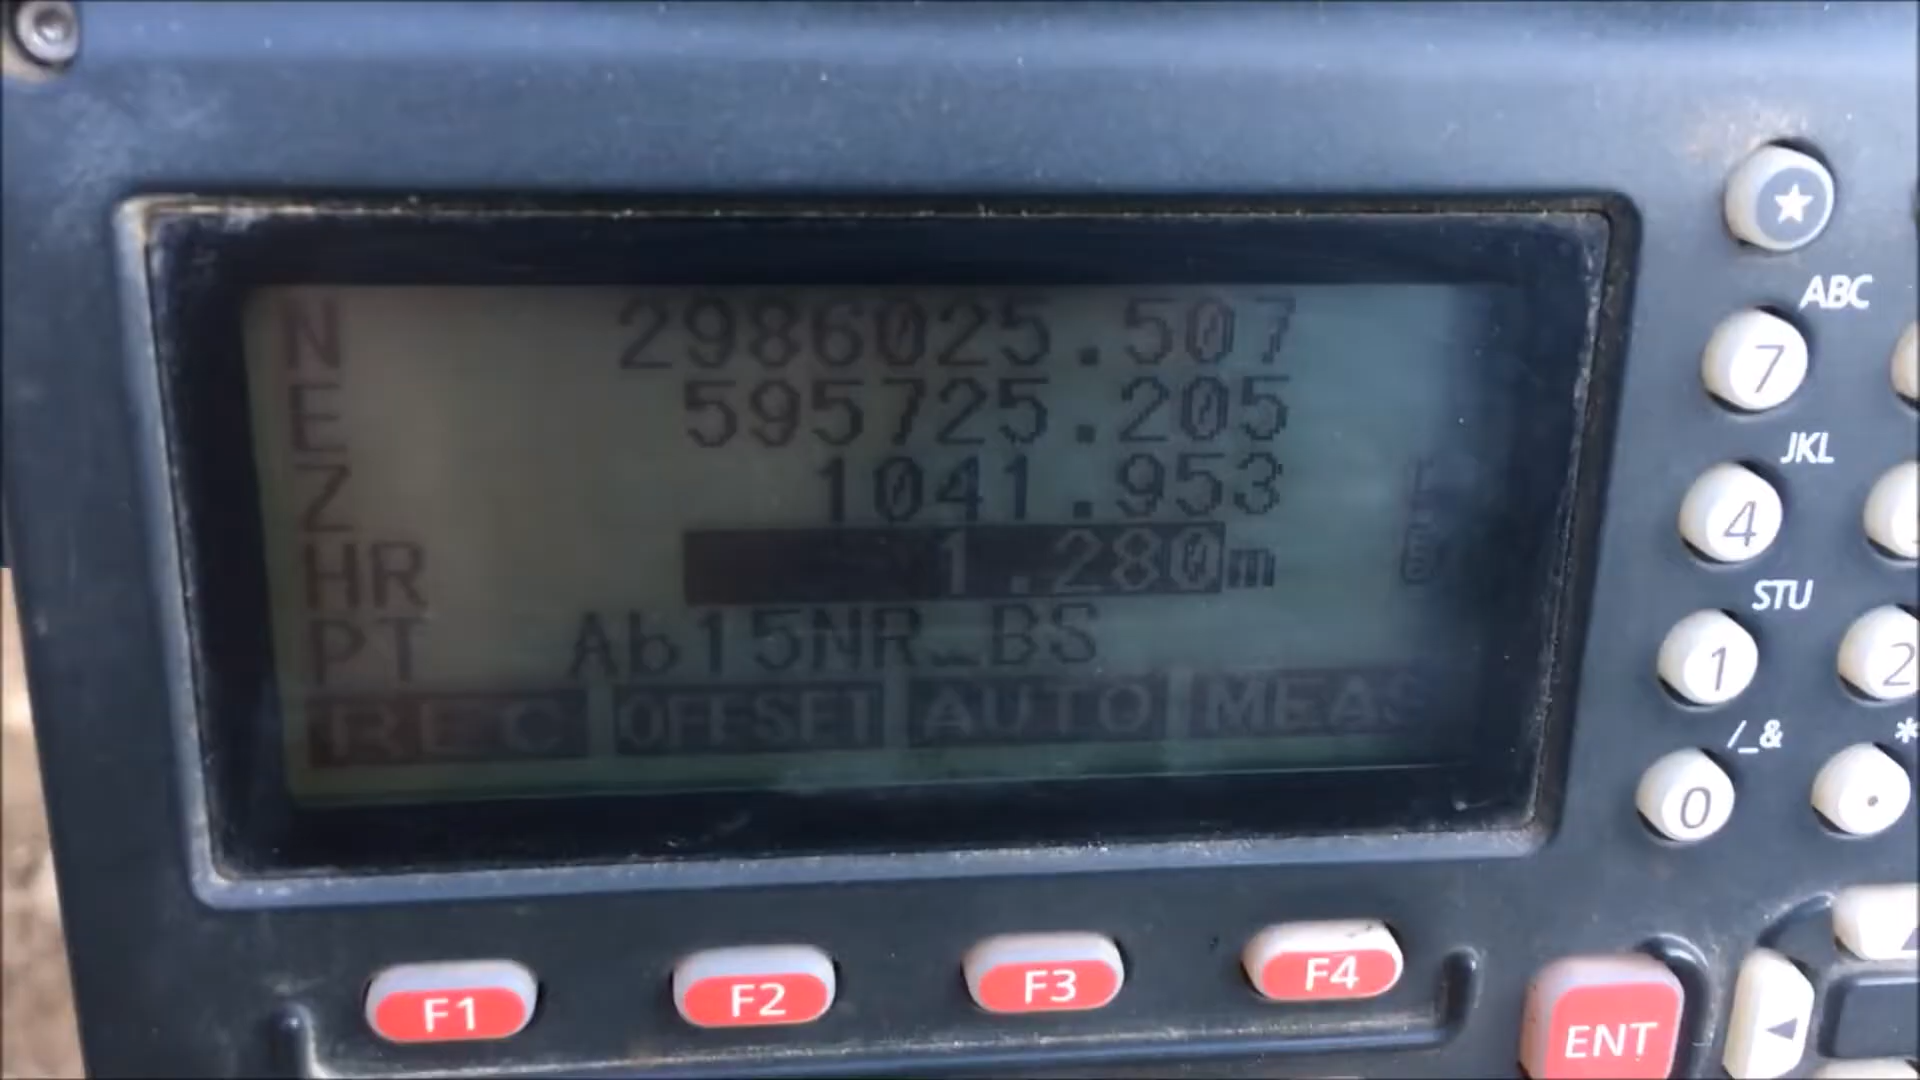 N 2986025.507
E 595725.205
Z 1041.953
HR 1.280m
PT Ab15NR_BS
REC OFFSET AUTO MEAS
ABC
7
JKL
4
STU
1 2
/_& *
0 .
F1 F2 F3 F4
ENT